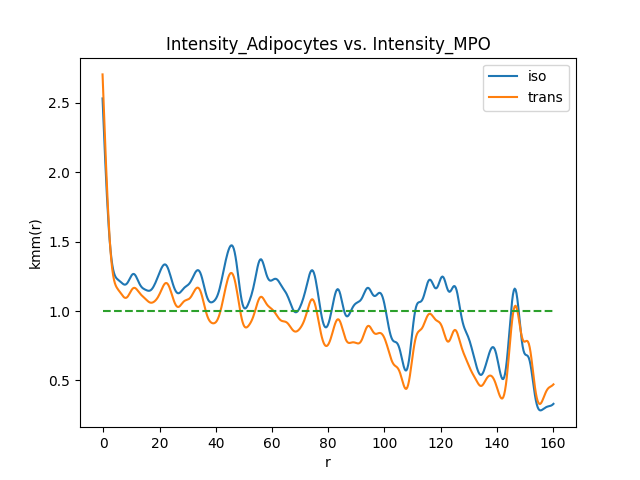 Intensity_Adipocytes vs. Intensity_MPO
iso
trans
kmm(r)
2.5
2.0
1.5
1.0
0.5
0 20 40 60 80 100 120 140 160
r